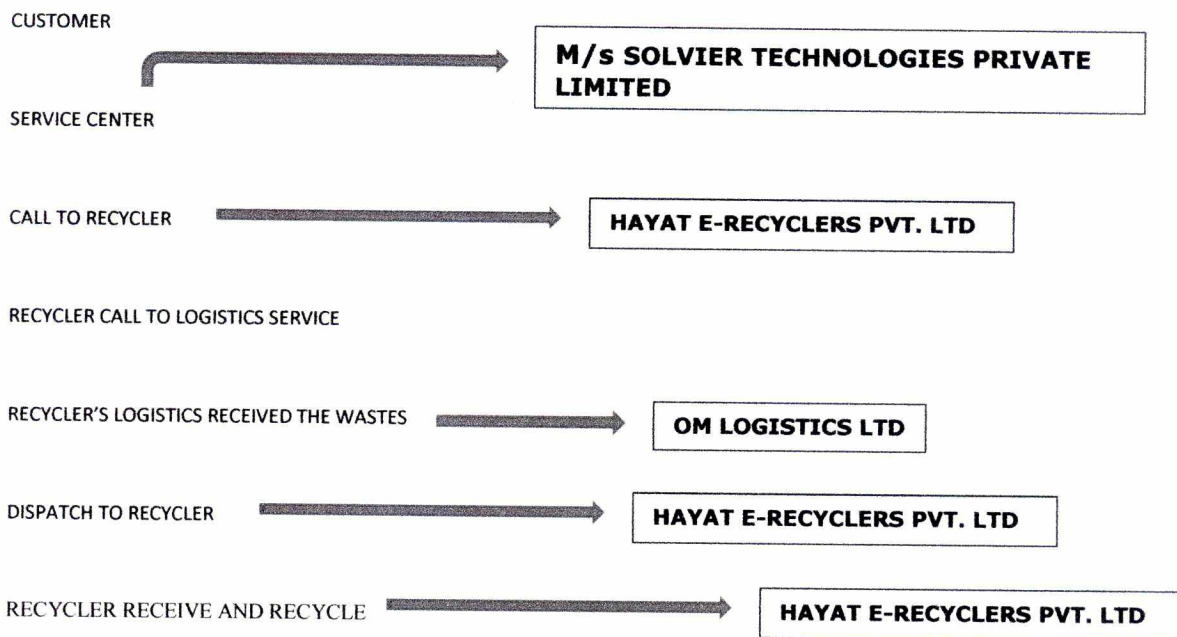 CUSTOMER
M/s SOLVIER TECHNOLOGIES PRIVATE
LIMITED
SERVICE CENTER
CALL TO RECYCLER
HAYAT E-RECYCLERS PVT. LTD
RECYCLER CALL TO LOGISTICS SERVICE
RECYCLER'S LOGISTICS RECEIVED THE WASTES
OM LOGISTICS LTD
DISPATCH TO RECYCLER
HAYAT E-RECYCLERS PVT. LTD
RECYCLER RECEIVE AND RECYCLE
HAYAT E-RECYCLERS PVT. LTD